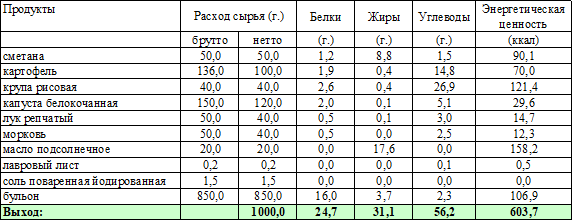 Продукты Расход сырья (г.) Белки Жиры Углеводы Энергетическая ценность
брутто нетто (г.) (г.) (г.) (ккал)
сметана 50,0 50,0 1,2 8,8 1,5 90,1
картофель 136,0 100,0 1,9 0,4 14,8 70,0
крупа рисовая 40,0 40,0 2,6 0,4 26,9 121,4
капуста белокочанная 150,0 120,0 2,0 0,1 5,1 29,6
лук репчатый 50,0 40,0 0,5 0,1 3,0 14,7
морковь 50,0 40,0 0,5 0,0 2,5 12,3
масло подсолнечное 20,0 20,0 0,0 17,6 0,0 158,2
лавровый лист 0,2 0,2 0,0 0,0 0,1 0,5
соль поваренная йодированная 1,5 1,5 0,0 0,0 0,0 0,0
бульон 850,0 850,0 16,0 3,7 2,3 106,9
Выход: 1000,0 24,7 31,1 56,2 603,7